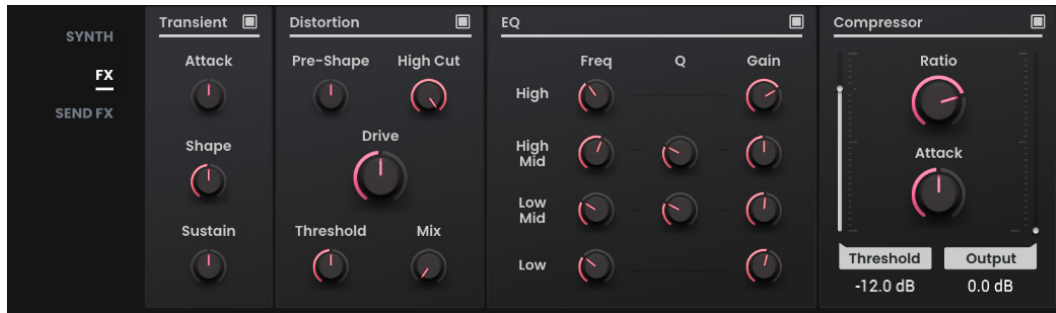 SYNTH
FX
SEND FX
Transient
Attack
Shape
Sustain
Distortion
Pre-Shape High Cut
Drive
Threshold Mix
EQ
Freq Q Gain
High
High
Mid
Low
Mid
Low
Compressor
Ratio
Attack
Threshold Output
-12.0 dB 0.0 dB